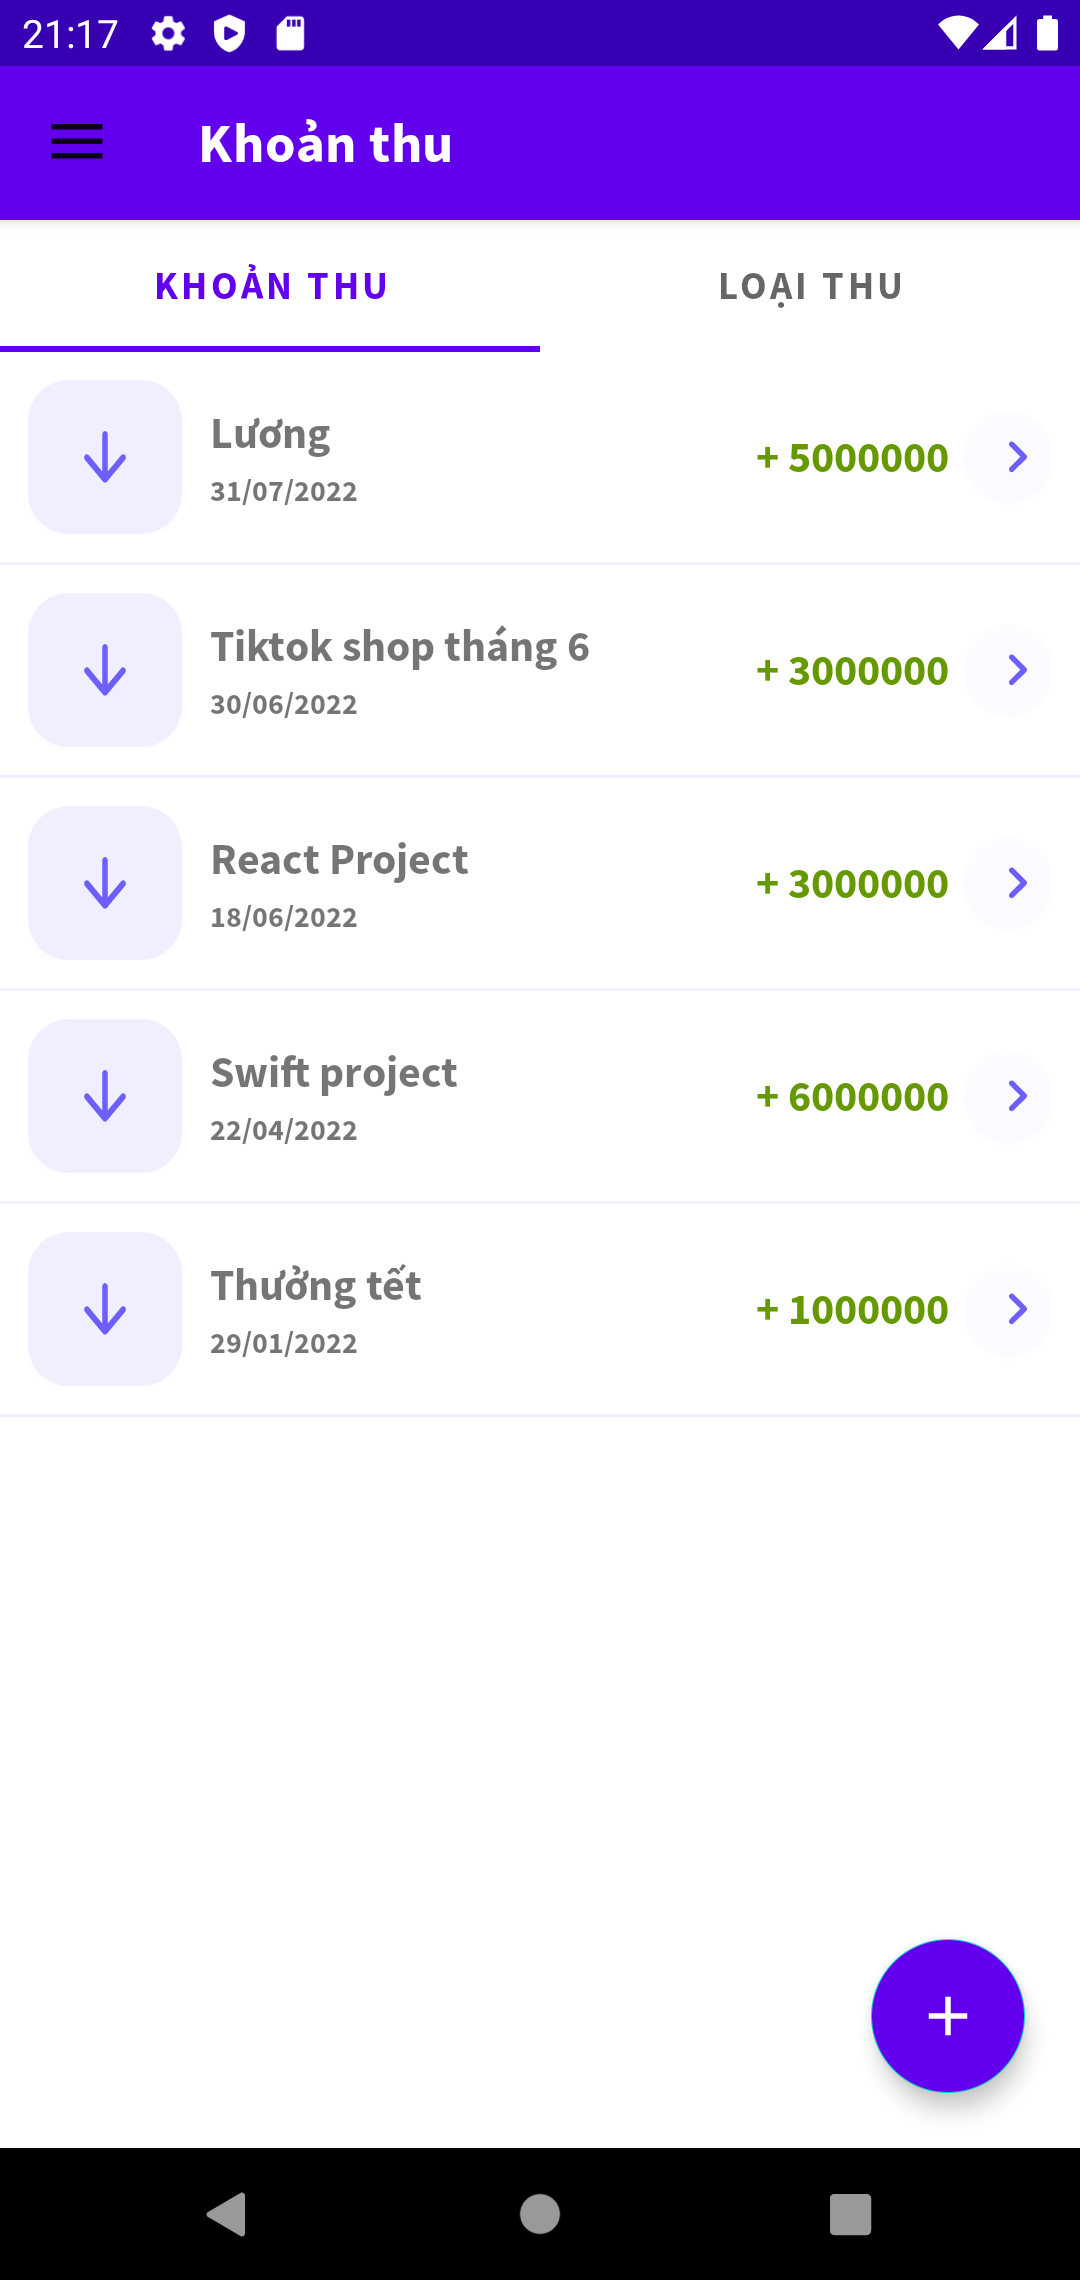 21:17
Khoản thu
KHOẢN THU
LOẠI THU
Lương
31/07/2022
+ 5000000
Tiktok shop tháng 6
30/06/2022
+ 3000000
React Project
18/06/2022
+ 3000000
Swift project
22/04/2022
+ 6000000
Thưởng tết
29/01/2022
+ 1000000